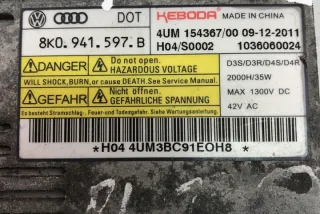 DOT
KEBODA MADE IN CHINA
8K0.941.597.B
4UM 154367/00 09-12-2011
H04/S0002 1036060024
DANGER
Do not open.
HAZARDOUS VOLTAGE
Will Shock,Burn,or cause DEATH.See Service Manual.
GEFAHR
Nicht öffnen
GEFÄHRLICHE SPANNUNG
D3S/D3R/D4S/D4R
2000H/35W
MAX 1300V DC
42V AC
*H04 4UM3BC91EOH8 *